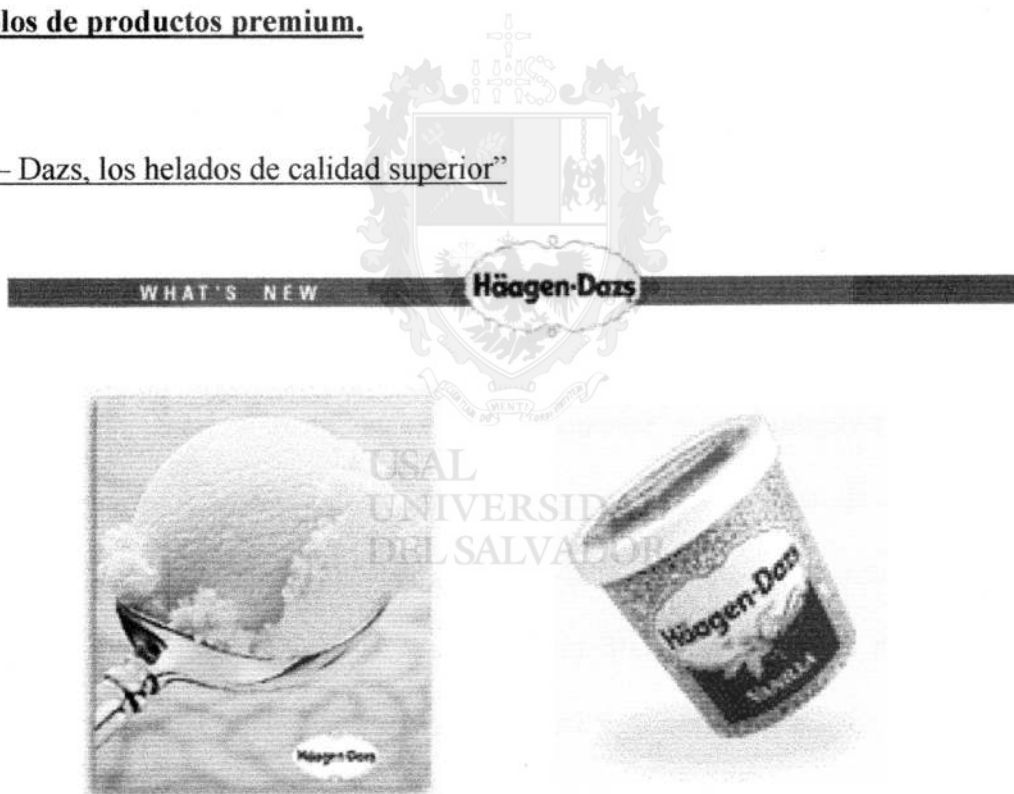 los de productos premium.
– Dazs, los helados de calidad superior”
WHAT'S NEW
Häagen-Dazs
USAL
UNIVERSIDAD
DEL SALVADOR
Häagen-Dazs
VANILLA
Häagen-Dazs